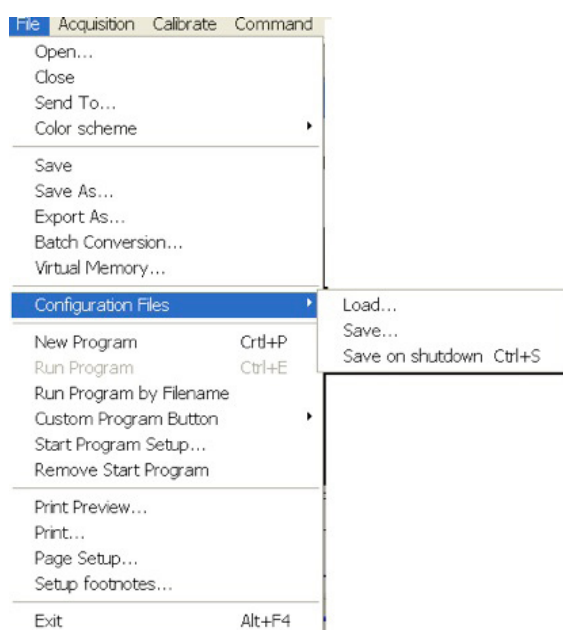 File Acquisition Calibrate Command
Open...
Close
Send To...
Color scheme
Save
Save As...
Export As...
Batch Conversion...
Virtual Memory...
Configuration Files
Load...
Save...
Save on shutdown Ctrl+S
New Program Crtl+P
Run Program Ctrl+E
Run Program by Filename
Custom Program Button
Start Program Setup...
Remove Start Program
Print Preview...
Print...
Page Setup...
Setup footnotes...
Exit Alt+F4